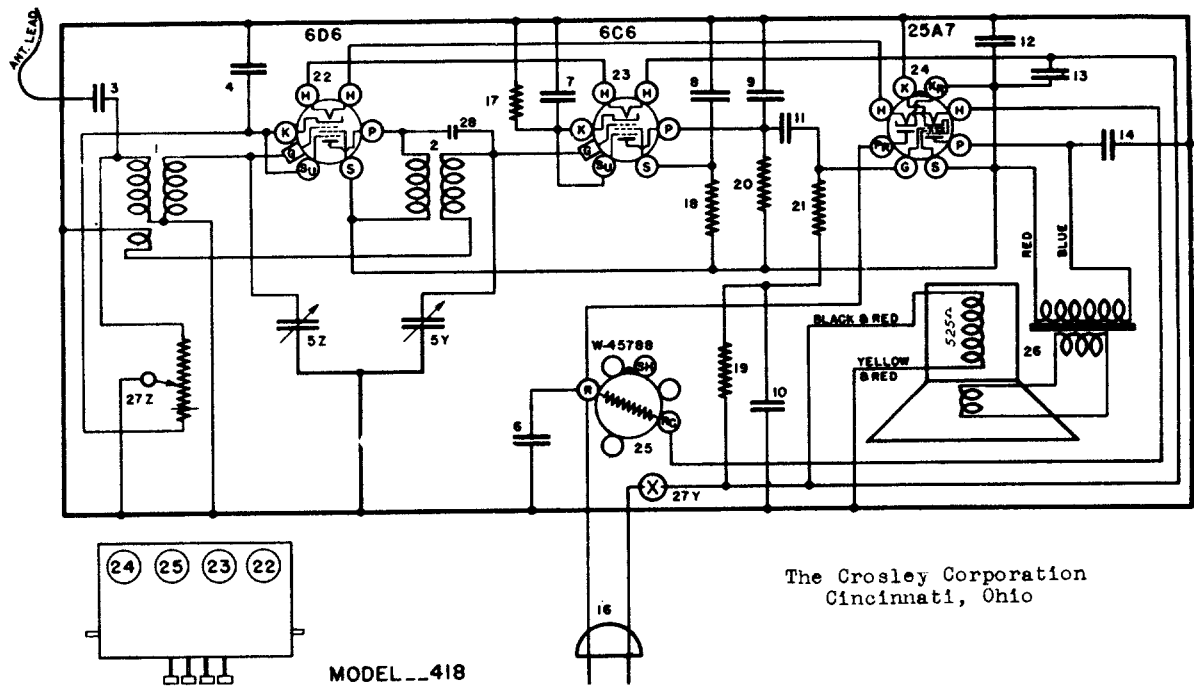 ANT. LEAD
6D6
6C6
25A7
3
4
22
H
H
K
G
SU
P
S
28
1
2
17
7
23
H
H
K
G
SU
P
S
8
9
11
18
20
21
24
K
H
H
P
G
S
12
13
14
RED
BLUE
5Z
5Y
27Z
W-45788
R
SH
RC
25
6
19
10
X
27Y
BLACK & RED
YELLOW
& RED
525Ω
26
24
25
23
22
16
MODEL__418
The Crosley Corporation
Cincinnati, Ohio